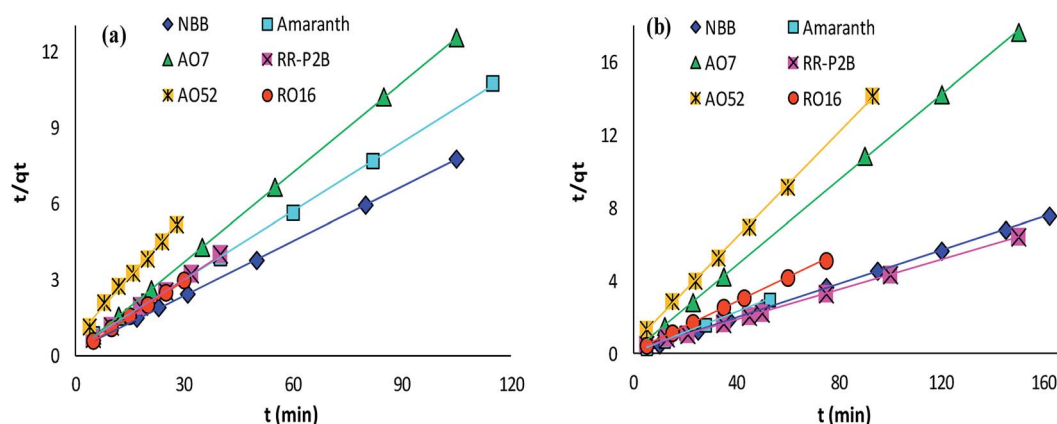 (a)
NBB Amaranth
AO7 RR-P2B
AO52 RO16
12
9
6
3
0
t/qt
0 30 60 90 120
t (min)
(b)
NBB Amaranth
AO7 RR-P2B
AO52 RO16
16
12
8
4
0
t/qt
0 40 80 120 160
t (min)